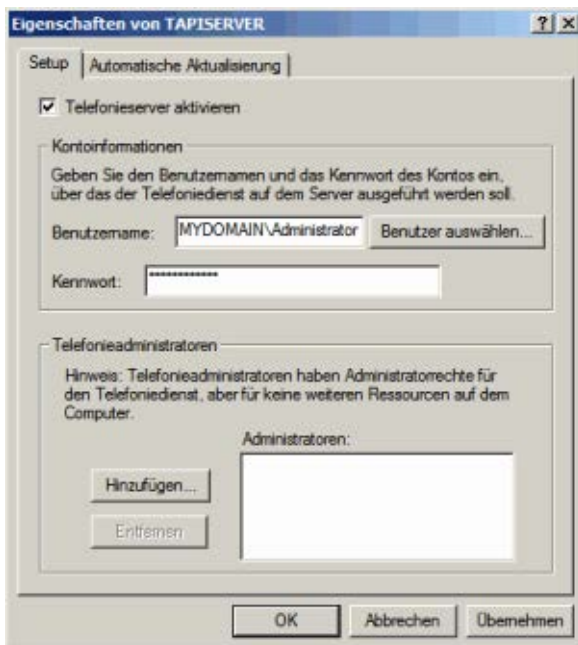 Eigenschaften von TAPISERVER
Setup
Automatische Aktualisierung
Telefonieserver aktivieren
Kontoinformationen
Geben Sie den Benutzernamen und das Kennwort des Kontos ein,
über das der Telefoniedienst auf dem Server ausgeführt werden soll.
Benutzername:
MYDOMAIN\Administrator
Benutzer auswählen...
Kennwort:
************
Telefonieadministratoren
Hinweis: Telefonieadministratoren haben Administratorrechte für
den Telefoniedienst, aber für keine weiteren Ressourcen auf dem
Computer.
Administratoren:
Hinzufügen...
Entfernen
OK
Abbrechen
Übernehmen